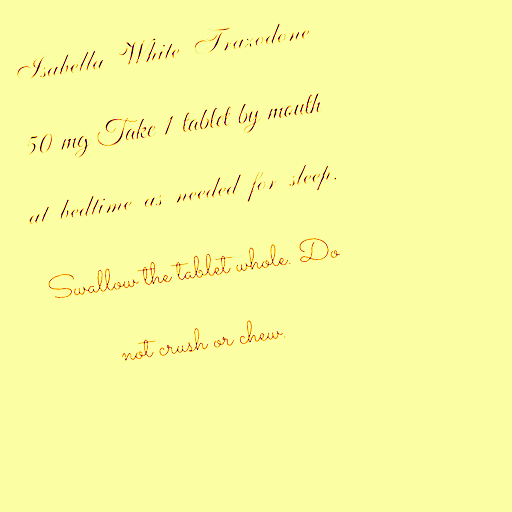 Isabella White Trazodone
50 mg Take 1 tablet by mouth
at bedtime as needed for sleep.
Swallow the tablet whole. Do
not crush or chew.